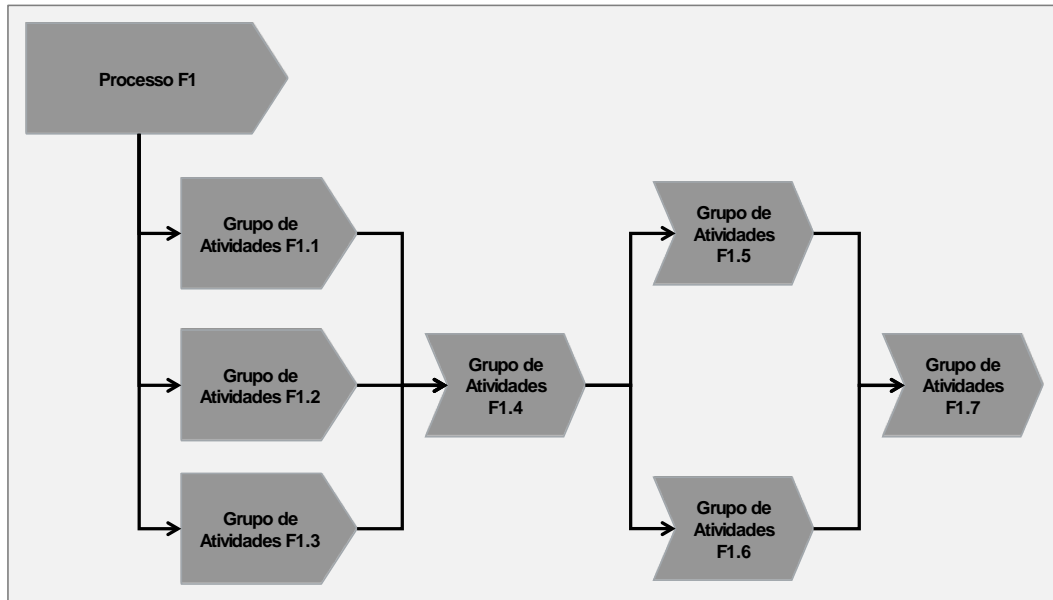 Processo F1
Grupo de
Atividades F1.1
Grupo de
Atividades F1.2
Grupo de
Atividades F1.3
Grupo de
Atividades
F1.4
Grupo de
Atividades
F1.5
Grupo de
Atividades
F1.6
Grupo de
Atividades
F1.7